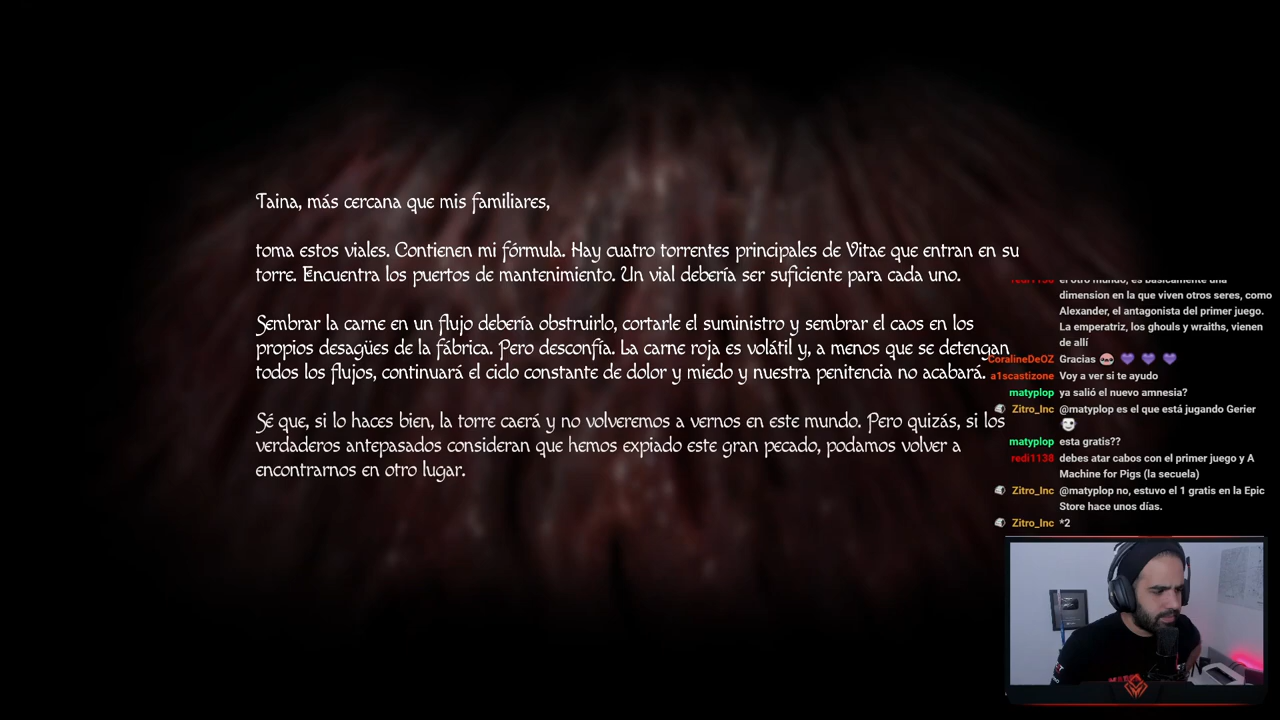 Taina, más cercana que mis familiares,
toma estos viales. Contienen mi fórmula. Hay cuatro torrentes principales de Vitae que entran en su
torre. Encuentra los puertos de mantenimiento. Un vial debería ser suficiente para cada uno.
Sembrar la carne en un flujo debería obstruirlo, cortarle el suministro y sembrar el caos en los
propios desagües de la fábrica. Pero desconfía. La carne roja es volátil y, a menos que se detengan
todos los flujos, continuará el ciclo constante de dolor y miedo y nuestra penitencia no acabará.
Sé que, si lo haces bien, la torre caerá y no volveremos a vernos en este mundo. Pero quizás, si los
verdaderos antepasados consideran que hemos expiado este gran pecado, podamos volver a
encontrarnos en otro lugar.
redi1138 el otro mundo, es basicamente una
dimension en la que viven otros seres, como
Alexander, el antagonista del primer juego.
La emperatriz, los ghouls y wraiths, vienen
de allí
CoralineDeOZ Gracias
a1scastizone Voy a ver si te ayudo
matyplop ya salió el nuevo amnesia?
Zitro_Inc @matyplop es el que está jugando Gerier
matyplop esta gratis??
redi1138 debes atar cabos con el primer juego y A
Machine for Pigs (la secuela)
Zitro_Inc @matyplop no, estuvo el 1 gratis en la Epic
Store hace unos días.
Zitro_Inc *2